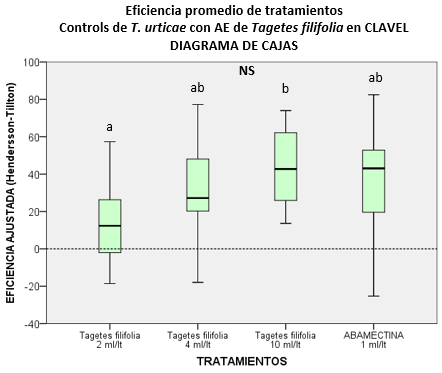 Eficiencia promedio de tratamientos
Controls de T. urticae con AE de Tagetes filifolia en CLAVEL
DIAGRAMA DE CAJAS
NS
a
ab
b
ab
EFICIENCIA AJUSTADA (Hendersson-Tillton)
100
80
60
40
20
0
-20
-40
Tagetes filifolia
2 ml/lt
Tagetes filifolia
4 ml/lt
Tagetes filifolia
10 ml/lt
ABAMECTINA
1 ml/lt
TRATAMIENTOS